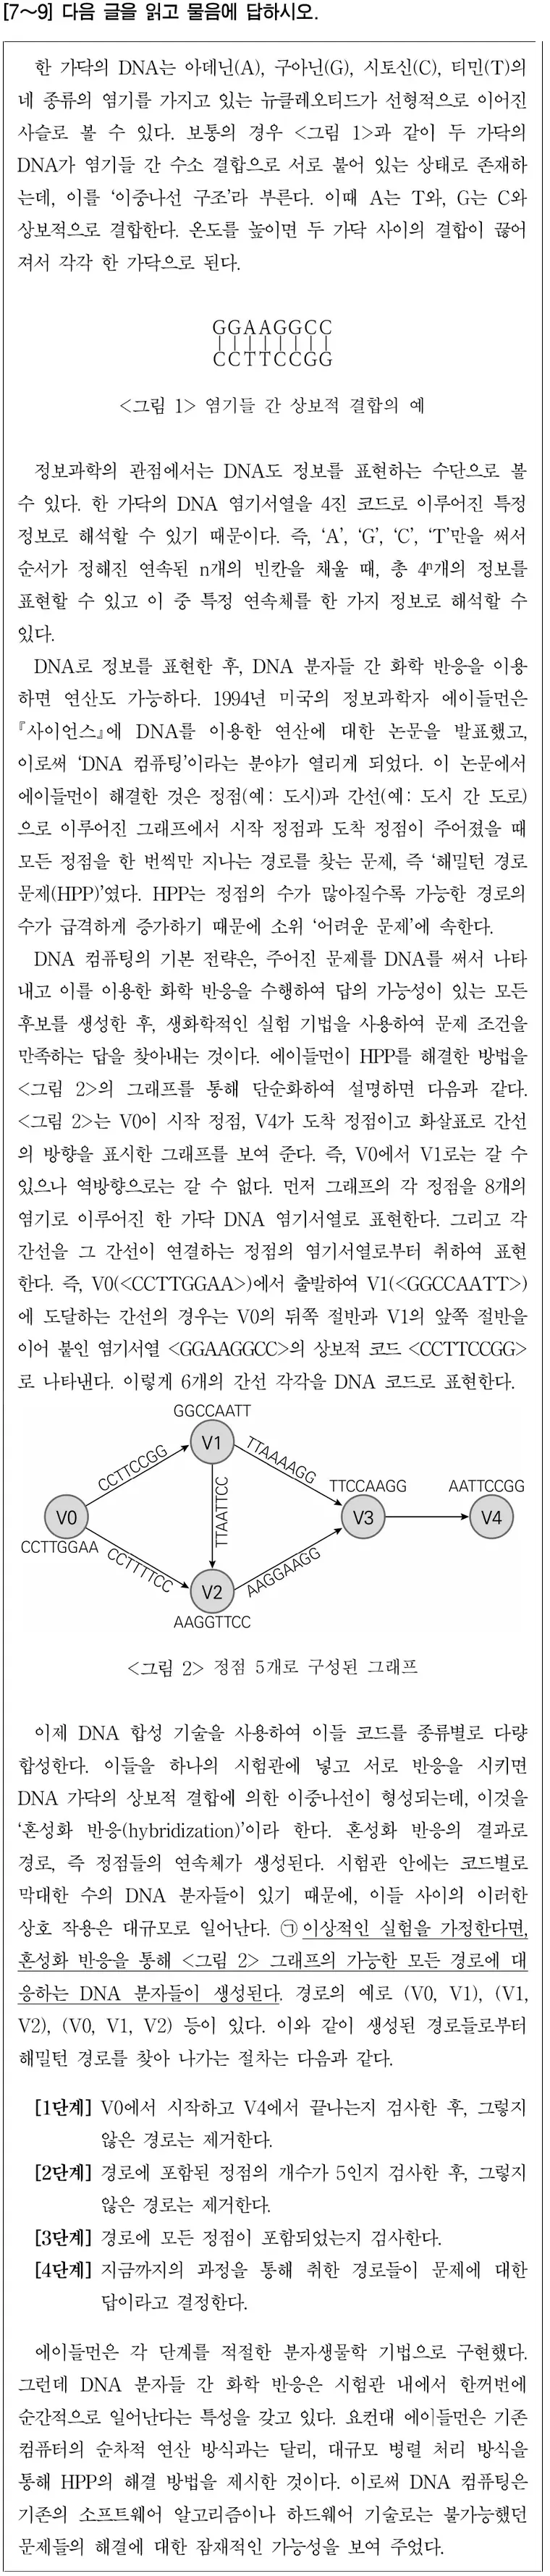 [7～9] 다음 글을 읽고 물음에 답하시오.
한 가닥의 DNA는 아데닌(A), 구아닌(G), 시토신(C), 티민(T)의
네 종류의 염기를 가지고 있는 뉴클레오티드가 선형적으로 이어진
사슬로 볼 수 있다. 보통의 경우 <그림 1>과 같이 두 가닥의
DNA가 염기들 간 수소 결합으로 서로 붙어 있는 상태로 존재하
는데, 이를 ‘이중나선 구조’라 부른다. 이때 A는 T와, G는 C와
상보적으로 결합한다. 온도를 높이면 두 가닥 사이의 결합이 끊어
져서 각각 한 가닥으로 된다.
GGAAGGCC
CCTTCCGG
<그림 1> 염기들 간 상보적 결합의 예
정보과학의 관점에서는 DNA도 정보를 표현하는 수단으로 볼
수 있다. 한 가닥의 DNA 염기서열을 4진 코드로 이루어진 특정
정보로 해석할 수 있기 때문이다. 즉, ‘A’, ‘G’, ‘C’, ‘T’만을 써서
순서가 정해진 연속된 n개의 빈칸을 채울 때, 총 4ⁿ개의 정보를
표현할 수 있고 이 중 특정 연속체를 한 가지 정보로 해석할 수
있다.
DNA로 정보를 표현한 후, DNA 분자들 간 화학 반응을 이용
하면 연산도 가능하다. 1994년 미국의 정보과학자 에이들먼은
『사이언스』에 DNA를 이용한 연산에 대한 논문을 발표했고,
이로써 ‘DNA 컴퓨팅’이라는 분야가 열리게 되었다. 이 논문에서
에이들먼이 해결한 것은 정점(예: 도시)과 간선(예: 도시 간 도로)
으로 이루어진 그래프에서 시작 정점과 도착 정점이 주어졌을 때
모든 정점을 한 번씩만 지나는 경로를 찾는 문제, 즉 ‘해밀턴 경로
문제(HPP)’였다. HPP는 정점의 수가 많아질수록 가능한 경로의
수가 급격하게 증가하기 때문에 소위 ‘어려운 문제’에 속한다.
DNA 컴퓨팅의 기본 전략은, 주어진 문제를 DNA를 써서 나타
내고 이를 이용한 화학 반응을 수행하여 답의 가능성이 있는 모든
후보를 생성한 후, 생화학적인 실험 기법을 사용하여 문제 조건을
만족하는 답을 찾아내는 것이다. 에이들먼이 HPP를 해결한 방법을
<그림 2>의 그래프를 통해 단순화하여 설명하면 다음과 같다.
<그림 2>는 V0이 시작 정점, V4가 도착 정점이고 화살표로 간선
의 방향을 표시한 그래프를 보여 준다. 즉, V0에서 V1로는 갈 수
있으나 역방향으로는 갈 수 없다. 먼저 그래프의 각 정점을 8개의
염기로 이루어진 한 가닥 DNA 염기서열로 표현한다. 그리고 각
간선을 그 간선이 연결하는 정점의 염기서열로부터 취하여 표현
한다. 즉, V0(<CCTTGGAA>)에서 출발하여 V1(<GGCCAATT>)
에 도달하는 간선의 경우는 V0의 뒤쪽 절반과 V1의 앞쪽 절반을
이어 붙인 염기서열 <GGAAGGCC>의 상보적 코드 <CCTTCCGG>
로 나타낸다. 이렇게 6개의 간선 각각을 DNA 코드로 표현한다.
GGCCAATT
V1
CCTTCCGG
TTAAAAGG
TTCCAAGG
AATTCCGG
V0
TTAATTCC
V3
V4
CCTTGGAA
CCTTTTCC
V2
AAGGAAGG
AAGGTTCC
<그림 2> 정점 5개로 구성된 그래프
이제 DNA 합성 기술을 사용하여 이들 코드를 종류별로 다량
합성한다. 이들을 하나의 시험관에 넣고 서로 반응을 시키면
DNA 가닥의 상보적 결합에 의한 이중나선이 형성되는데, 이것을
‘혼성화 반응(hybridization)’이라 한다. 혼성화 반응의 결과로
경로, 즉 정점들의 연속체가 생성된다. 시험관 안에는 코드별로
막대한 수의 DNA 분자들이 있기 때문에, 이들 사이의 이러한
상호 작용은 대규모로 일어난다. ㉠ 이상적인 실험을 가정한다면,
혼성화 반응을 통해 <그림 2> 그래프의 가능한 모든 경로에 대
응하는 DNA 분자들이 생성된다. 경로의 예로 (V0, V1), (V1,
V2), (V0, V1, V2) 등이 있다. 이와 같이 생성된 경로들로부터
해밀턴 경로를 찾아 나가는 절차는 다음과 같다.
[1단계] V0에서 시작하고 V4에서 끝나는지 검사한 후, 그렇지
않은 경로는 제거한다.
[2단계] 경로에 포함된 정점의 개수가 5인지 검사한 후, 그렇지
않은 경로는 제거한다.
[3단계] 경로에 모든 정점이 포함되었는지 검사한다.
[4단계] 지금까지의 과정을 통해 취한 경로들이 문제에 대한
답이라고 결정한다.
에이들먼은 각 단계를 적절한 분자생물학 기법으로 구현했다.
그런데 DNA 분자들 간 화학 반응은 시험관 내에서 한꺼번에
순간적으로 일어난다는 특성을 갖고 있다. 요컨대 에이들먼은 기존
컴퓨터의 순차적 연산 방식과는 달리, 대규모 병렬 처리 방식을
통해 HPP의 해결 방법을 제시한 것이다. 이로써 DNA 컴퓨팅은
기존의 소프트웨어 알고리즘이나 하드웨어 기술로는 불가능했던
문제들의 해결에 대한 잠재적인 가능성을 보여 주었다.